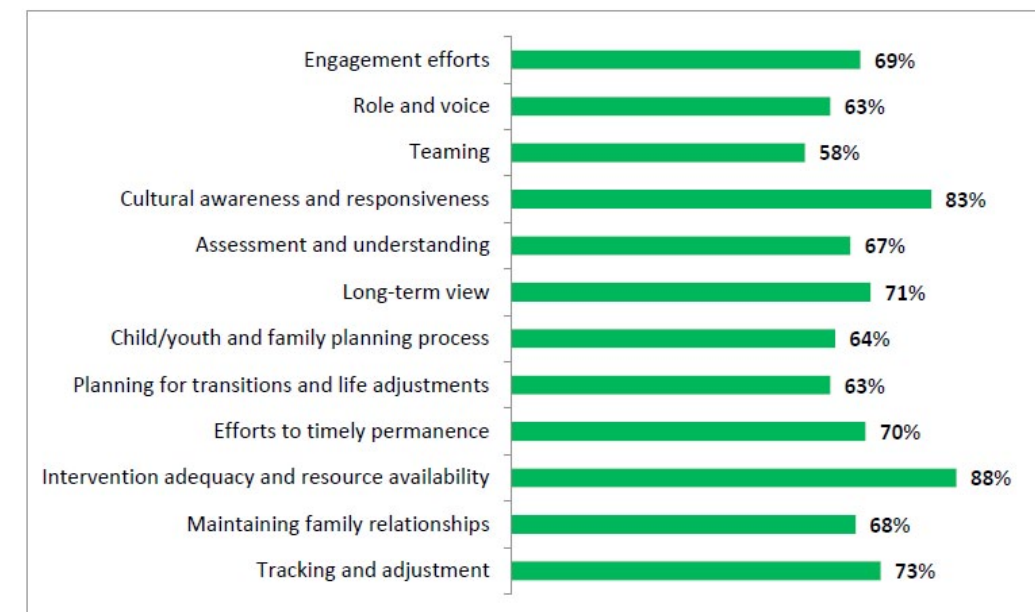 Engagement efforts 69%
Role and voice 63%
Teaming 58%
Cultural awareness and responsiveness 83%
Assessment and understanding 67%
Long-term view 71%
Child/youth and family planning process 64%
Planning for transitions and life adjustments 63%
Efforts to timely permanence 70%
Intervention adequacy and resource availability 88%
Maintaining family relationships 68%
Tracking and adjustment 73%